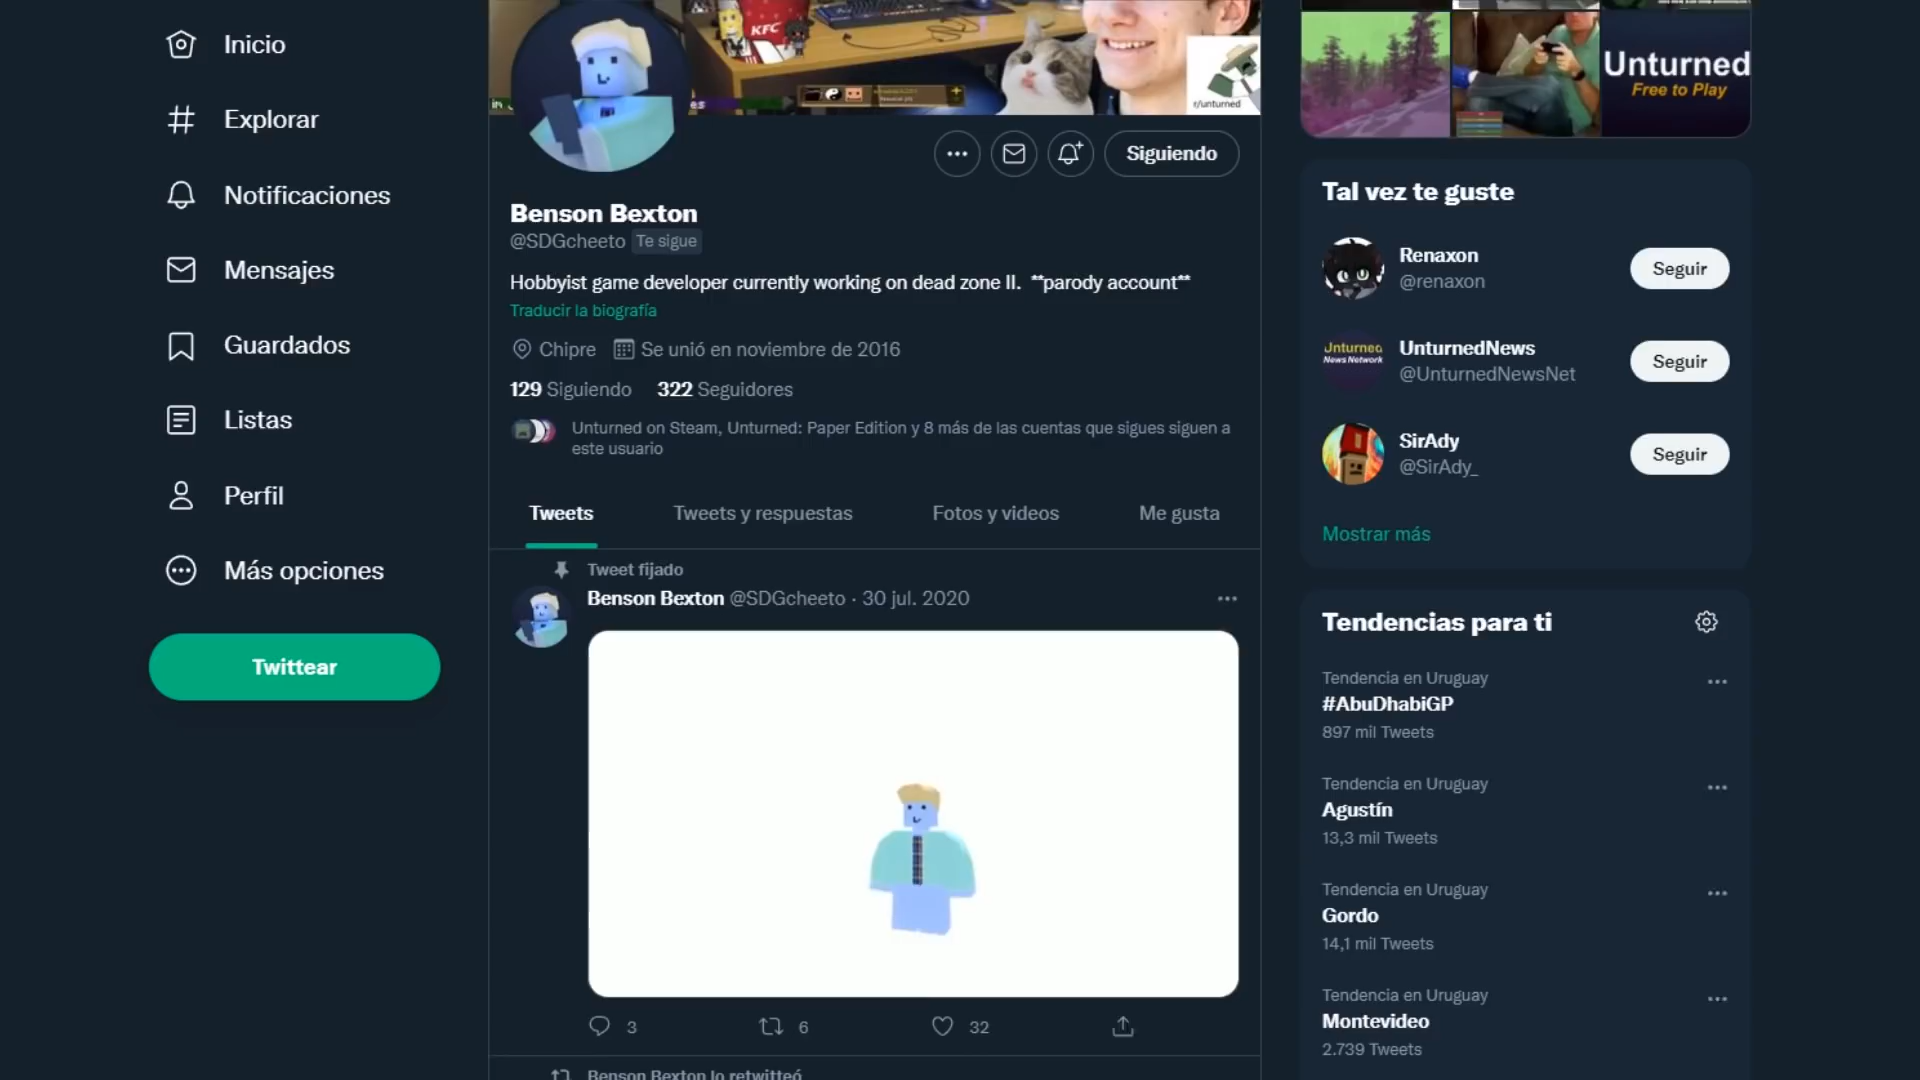 Inicio
Explorar
Notificaciones
Mensajes
Guardados
Listas
Perfil
Más opciones
Twittear
KFC
r/unturned
Siguiendo
Benson Bexton
@SDGcheeto Te sigue
Hobbyist game developer currently working on dead zone II. **parody account**
Traducir la biografía
Chipre Se unió en noviembre de 2016
129 Siguiendo 322 Seguidores
Unturned on Steam, Unturned: Paper Edition y 8 más de las cuentas que sigues siguen a
este usuario
Tweets Tweets y respuestas Fotos y videos Me gusta
Tweet fijado
Benson Bexton @SDGcheeto · 30 jul. 2020
3 6 32
Benson Bexton lo retwitteó
Unturned
Free to Play
Tal vez te guste
Renaxon
@renaxon
Seguir
Unturned
News Network
UnturnedNews
@UnturnedNewsNet
Seguir
SirAdy
@SirAdy_
Seguir
Mostrar más
Tendencias para ti
Tendencia en Uruguay
#AbuDhabiGP
897 mil Tweets
Tendencia en Uruguay
Agustín
13,3 mil Tweets
Tendencia en Uruguay
Gordo
14,1 mil Tweets
Tendencia en Uruguay
Montevideo
2.739 Tweets